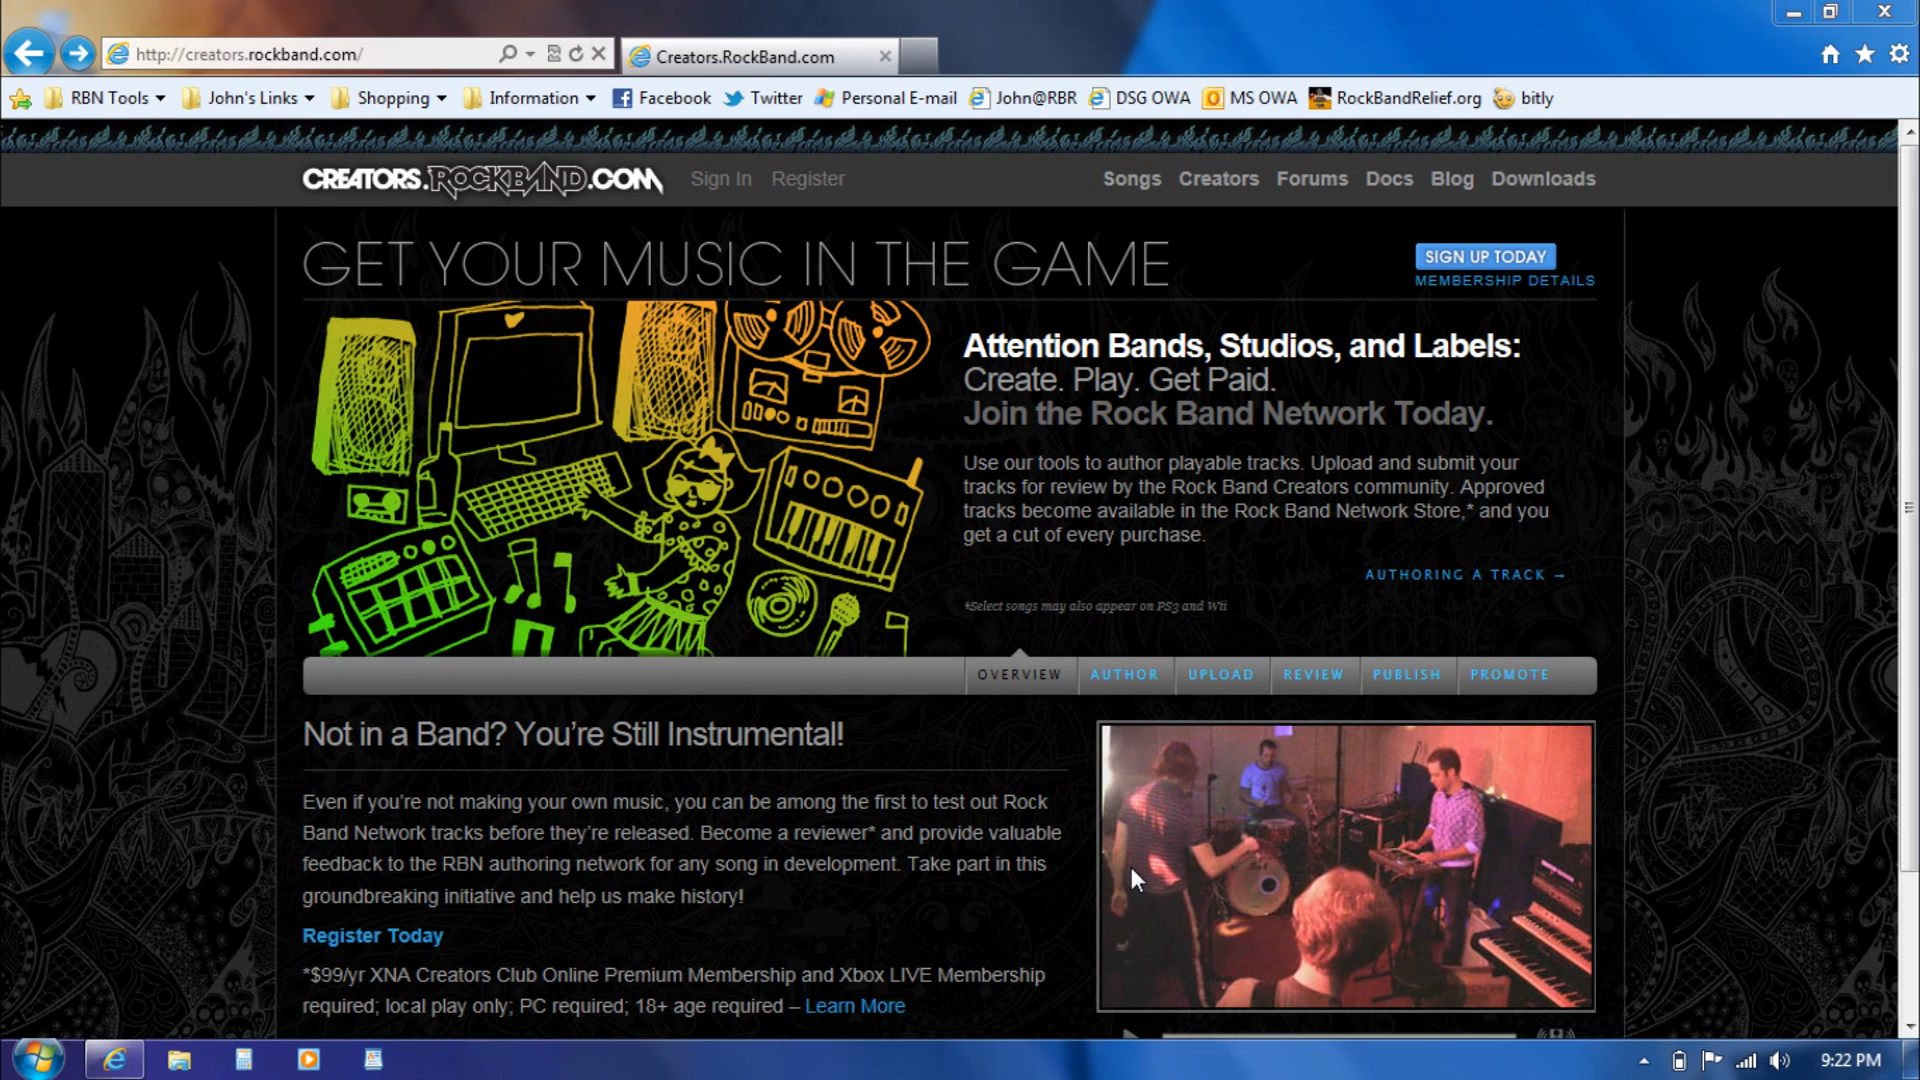 http://creators.rockband.com/
Creators.RockBand.com
RBN Tools
John's Links
Shopping
Information
Facebook
Twitter
Personal E-mail
John@RBR
DSG OWA
MS OWA
RockBandRelief.org
bitly
CREATORS.ROCKBAND.COM
Sign In
Register
Songs
Creators
Forums
Docs
Blog
Downloads
GET YOUR MUSIC IN THE GAME
SIGN UP TODAY
MEMBERSHIP DETAILS
Attention Bands, Studios, and Labels:
Create. Play. Get Paid.
Join the Rock Band Network Today.
Use our tools to author playable tracks. Upload and submit your
tracks for review by the Rock Band Creators community. Approved
tracks become available in the Rock Band Network Store,* and you
get a cut of every purchase.
AUTHORING A TRACK →
*Select songs may also appear on PS3 and Wii
OVERVIEW
AUTHOR
UPLOAD
REVIEW
PUBLISH
PROMOTE
Not in a Band? You’re Still Instrumental!
Even if you’re not making your own music, you can be among the first to test out Rock
Band Network tracks before they’re released. Become a reviewer* and provide valuable
feedback to the RBN authoring network for any song in development. Take part in this
groundbreaking initiative and help us make history!
Register Today
*$99/yr XNA Creators Club Online Premium Membership and Xbox LIVE Membership
required; local play only; PC required; 18+ age required – Learn More
9:22 PM